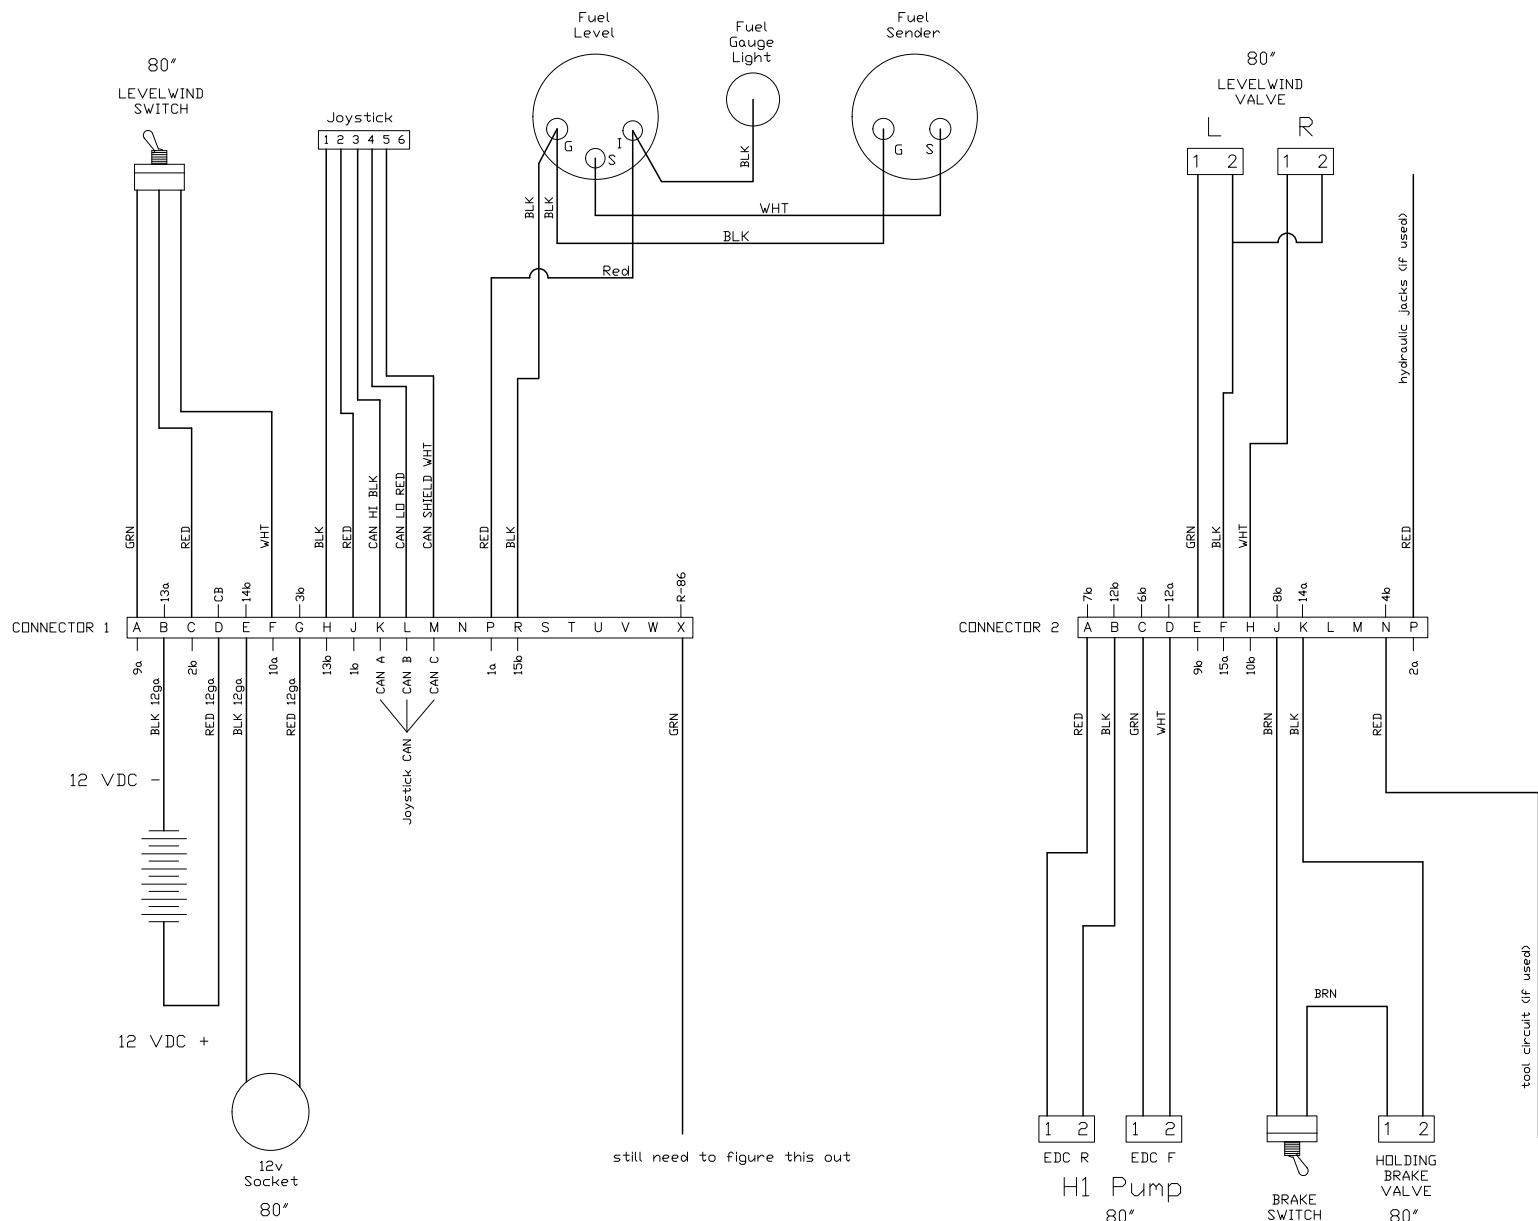 Fuel
Level
Fuel
Gauge
Light
Fuel
Sender
80"
LEVELWIND
SWITCH
80"
LEVELWIND
VALVE
L R
Joystick
1 2 3 4 5 6
G S I
G S
1 2
1 2
BLK
BLK
BLK
WHT
BLK
Red
hydraulic jacks (if used)
GRN
RED
WHT
BLK
RED
CAN HI BLK
CAN LO RED
CAN SHIELD WHT
RED
BLK
GRN
BLK
WHT
RED
13a
CB
14b
3b
R-86
7b
12b
6b
12a
8b
14a
4b
CONNECTOR 1
A B C D E F G H J K L M N P R S T U V W X
CONNECTOR 2
A B C D E F H J K L M N P
9a
2b
10a
13b
1b
CAN A
CAN B
CAN C
1a
15b
9b
15a
10b
2a
BLK 12ga
RED 12ga
BLK 12ga
RED 12ga
GRN
RED
BLK
GRN
WHT
BRN
BLK
RED
Joystick CAN
12 VDC -
12 VDC +
BRN
tool circuit (if used)
12v
Socket
80"
still need to figure this out
1 2
1 2
1 2
EDC R
EDC F
H1 Pump
80"
BRAKE
SWITCH
HOLDING
BRAKE
VALVE
80"